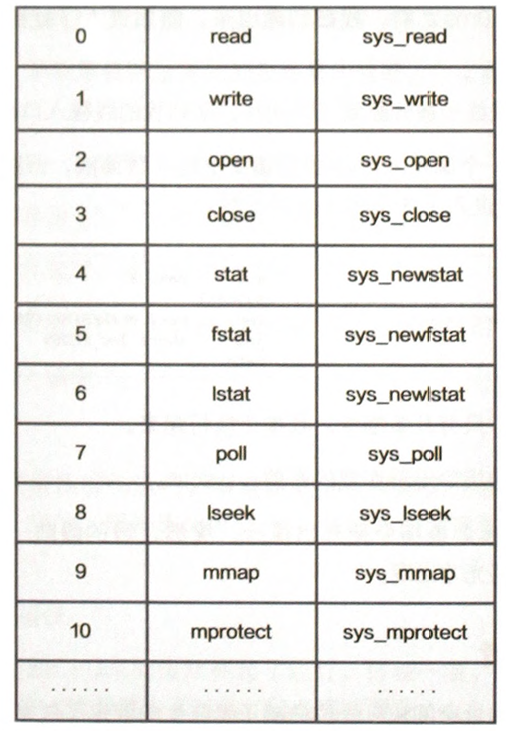 0 read sys_read
1 write sys_write
2 open sys_open
3 close sys_close
4 stat sys_newstat
5 fstat sys_newfstat
6 lstat sys_newlstat
7 poll sys_poll
8 lseek sys_lseek
9 mmap sys_mmap
10 mprotect sys_mprotect
...... ...... ......